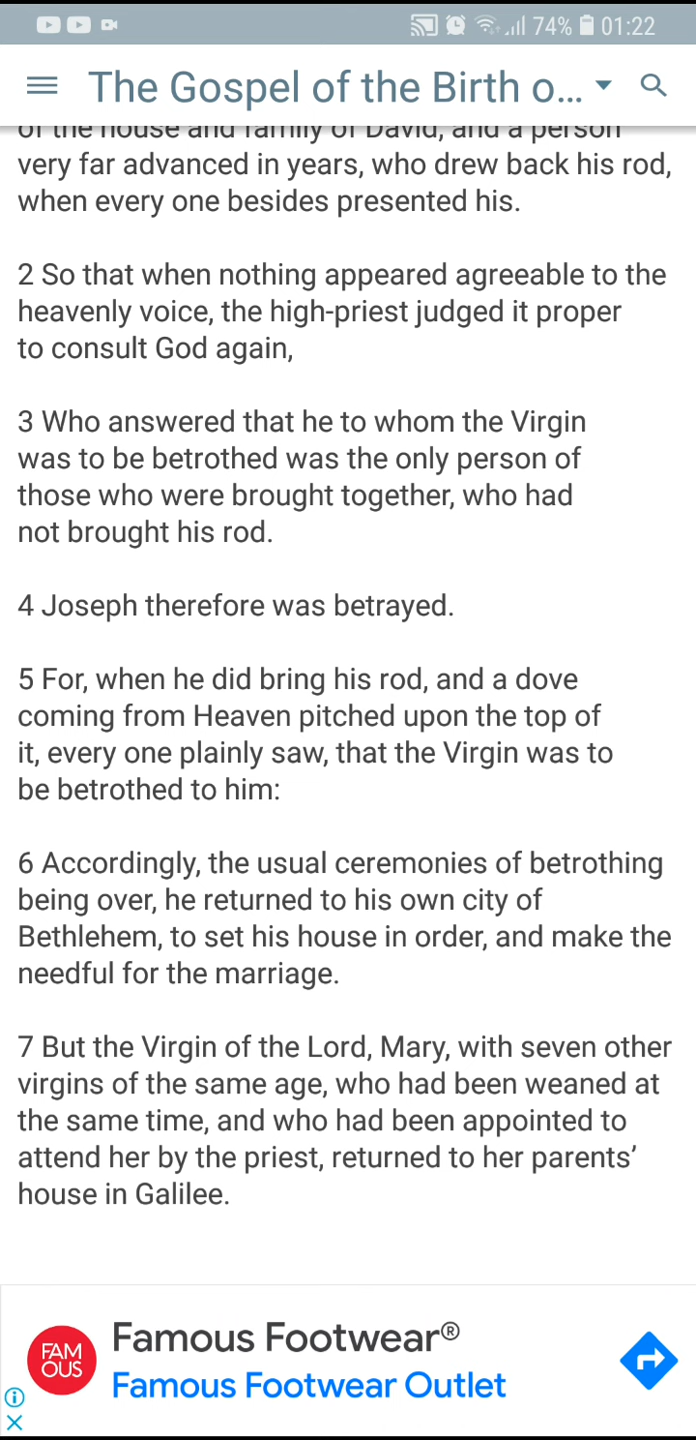 74% 01:22
The Gospel of the Birth o...
of the house and family of David, and a person
very far advanced in years, who drew back his rod,
when every one besides presented his.
2 So that when nothing appeared agreeable to the
heavenly voice, the high-priest judged it proper
to consult God again,
3 Who answered that he to whom the Virgin
was to be betrothed was the only person of
those who were brought together, who had
not brought his rod.
4 Joseph therefore was betrayed.
5 For, when he did bring his rod, and a dove
coming from Heaven pitched upon the top of
it, every one plainly saw, that the Virgin was to
be betrothed to him:
6 Accordingly, the usual ceremonies of betrothing
being over, he returned to his own city of
Bethlehem, to set his house in order, and make the
needful for the marriage.
7 But the Virgin of the Lord, Mary, with seven other
virgins of the same age, who had been weaned at
the same time, and who had been appointed to
attend her by the priest, returned to her parents’
house in Galilee.
FAM
OUS
Famous Footwear®
Famous Footwear Outlet